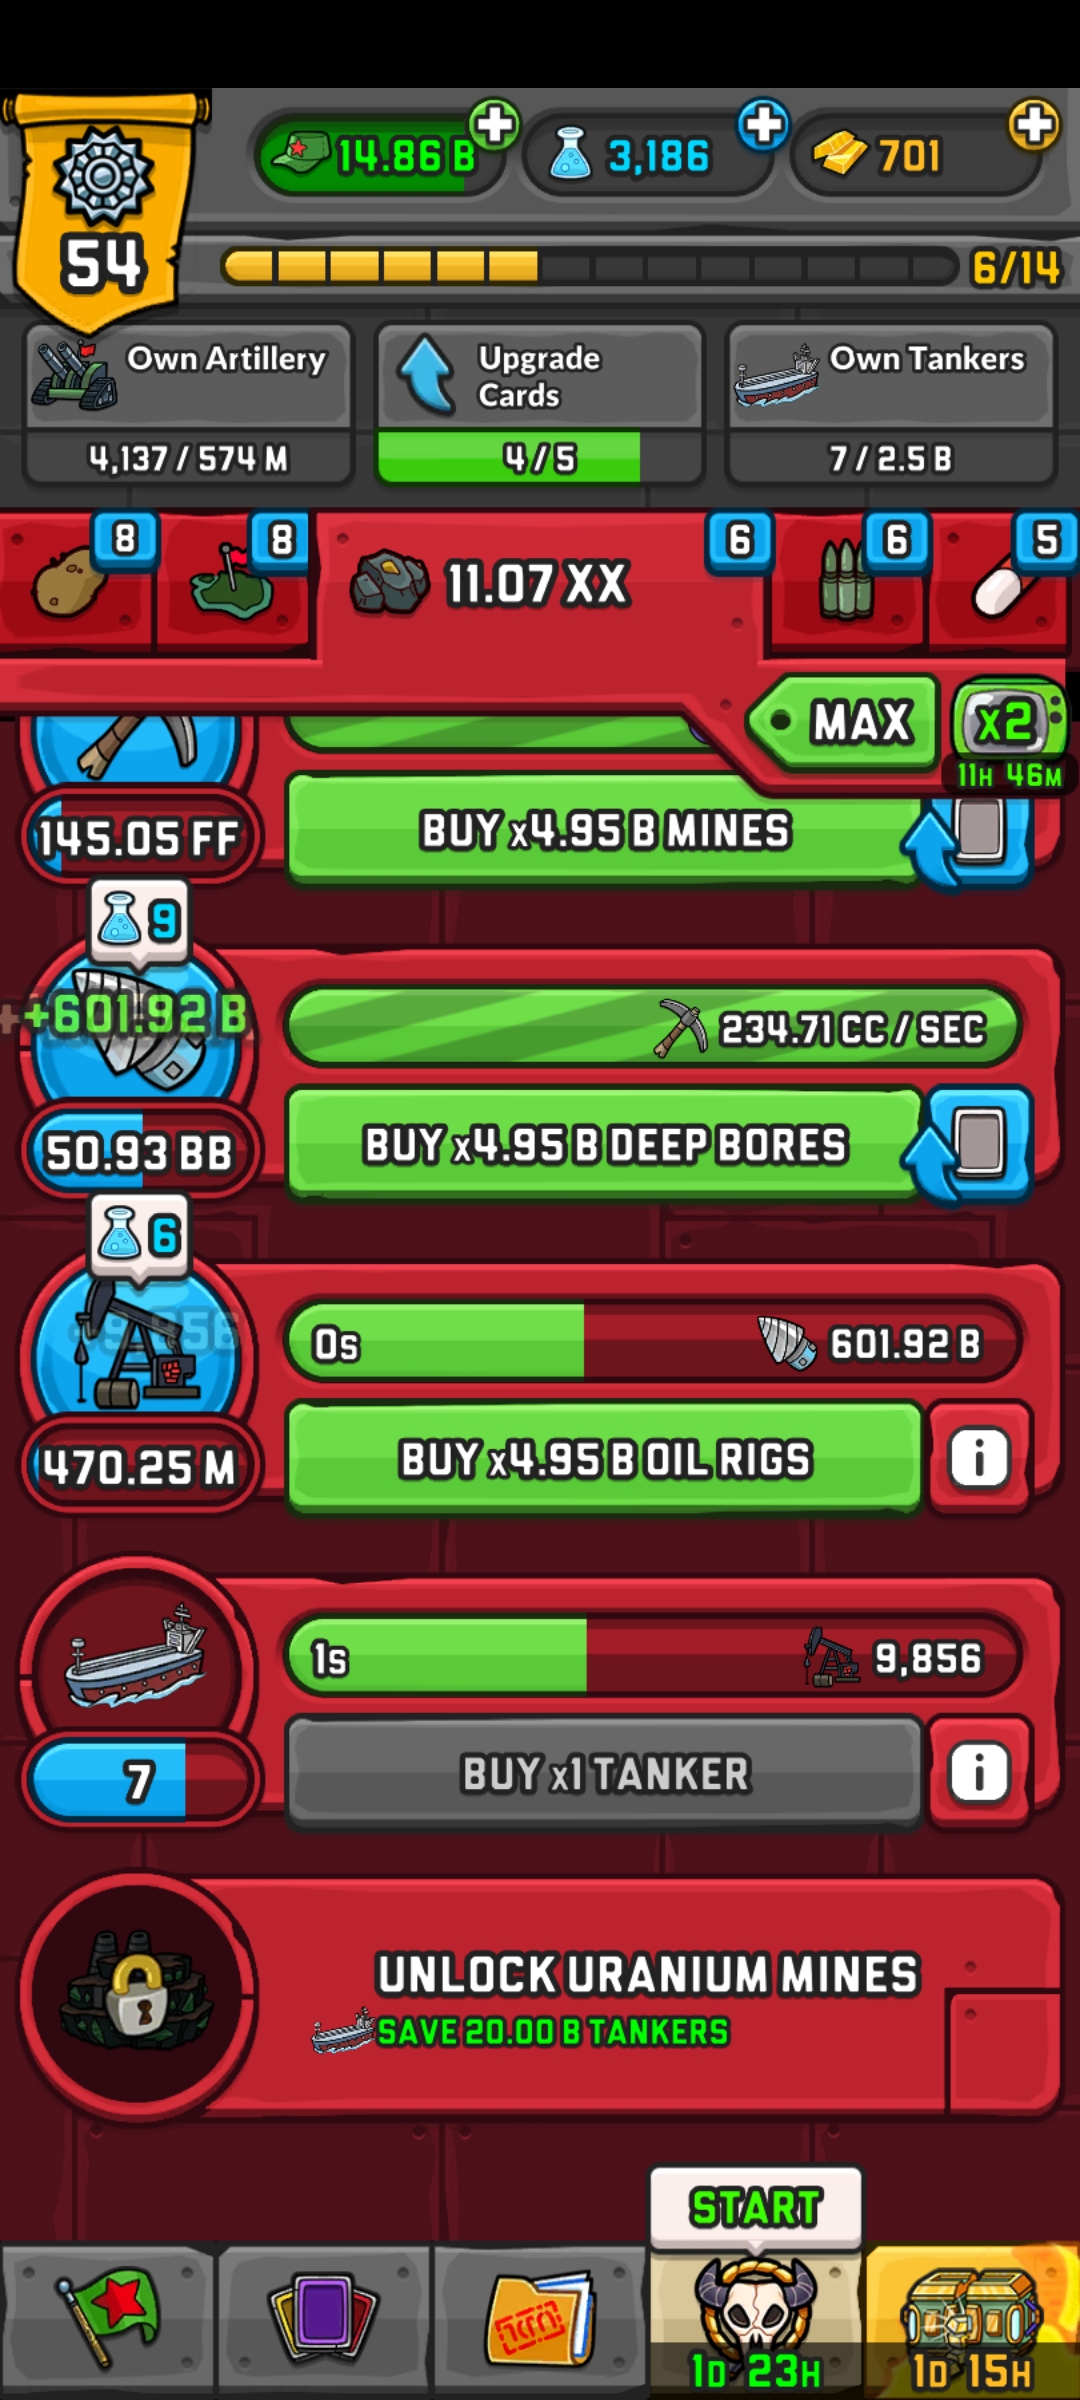 14.86 B
3,186
701
54
6/14
Own Artillery
4,137 / 574 M
Upgrade
Cards
4 / 5
Own Tankers
7 / 2.5 B
8
8
11.07 XX
6
6
5
MAX
x2
11H 46M
145.05 FF
BUY x4.95 B MINES
9
+601.92 B
234.71 CC / SEC
50.93 BB
BUY x4.95 B DEEP BORES
6
0s
601.92 B
470.25 M
BUY x4.95 B OIL RIGS
i
1s
9,856
7
BUY x1 TANKER
i
UNLOCK URANIUM MINES
SAVE 20.00 B TANKERS
START
1D 23H
1D 15H